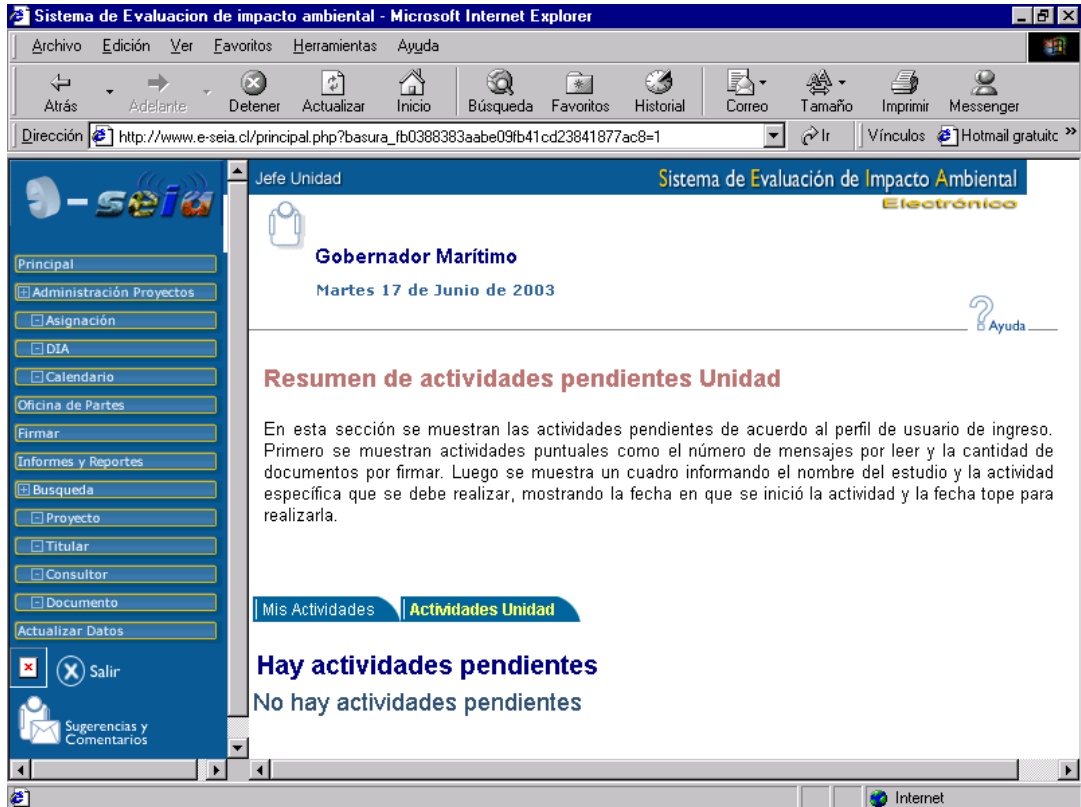 Sistema de Evaluacion de impacto ambiental - Microsoft Internet Explorer
Archivo Edición Ver Favoritos Herramientas Ayuda
Atrás Adelante Detener Actualizar Inicio Búsqueda Favoritos Historial Correo Tamaño Imprimir Messenger
Dirección http://www.e-seia.cl/principal.php?basura_fb0388383aabe09fb41cd23841877ac8=1 Ir Vínculos Hotmail gratuitc »
e-seia
Jefe Unidad
Sistema de Evaluación de Impacto Ambiental
Electrónico
Gobernador Marítimo
Martes 17 de Junio de 2003
Ayuda
Principal
Administración Proyectos
Asignación
DIA
Calendario
Oficina de Partes
Firmar
Informes y Reportes
Busqueda
Proyecto
Titular
Consultor
Documento
Actualizar Datos
Salir
Sugerencias y
Comentarios
Resumen de actividades pendientes Unidad
En esta sección se muestran las actividades pendientes de acuerdo al perfil de usuario de ingreso.
Primero se muestran actividades puntuales como el número de mensajes por leer y la cantidad de
documentos por firmar. Luego se muestra un cuadro informando el nombre del estudio y la actividad
específica que se debe realizar, mostrando la fecha en que se inició la actividad y la fecha tope para
realizarla.
Mis Actividades Actividades Unidad
Hay actividades pendientes
No hay actividades pendientes
Internet